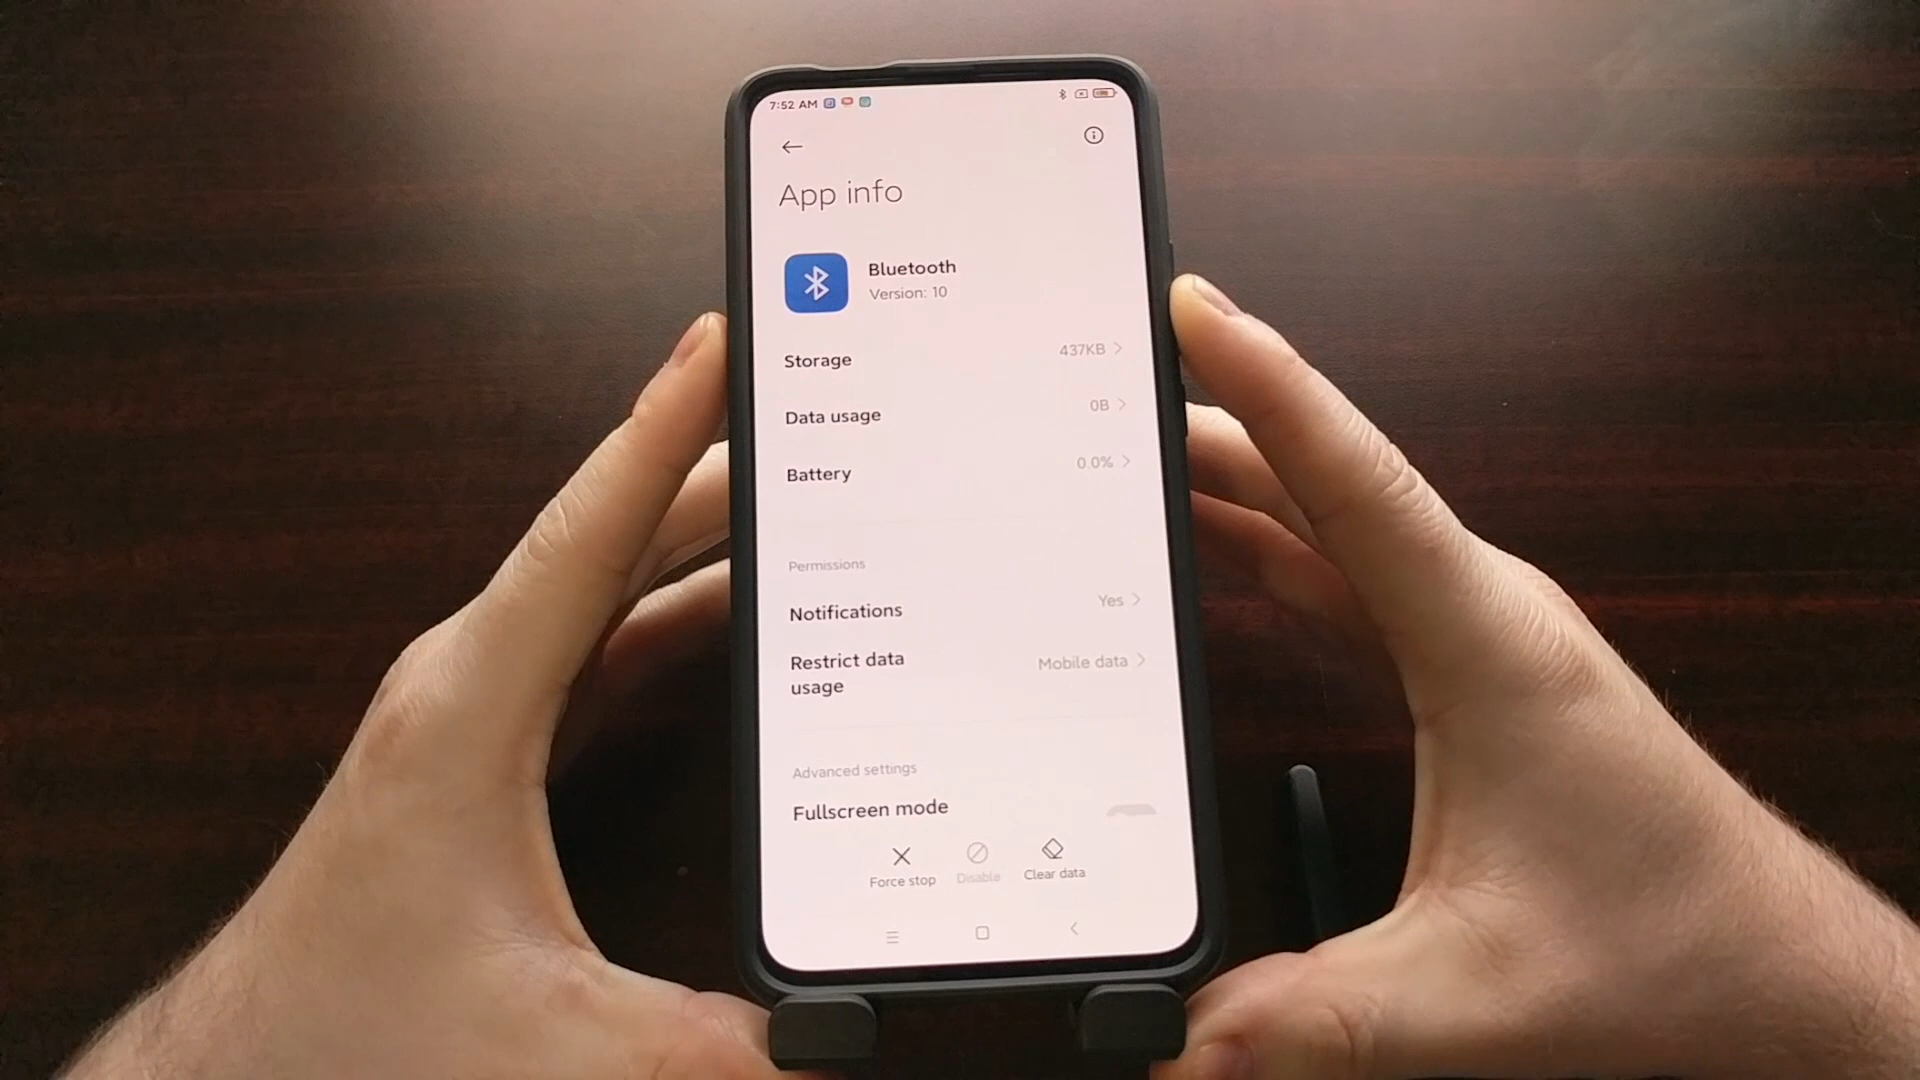 7:52 AM
App info
Bluetooth
Version: 10
Storage
437KB
Data usage
0B
Battery
0.0%
Permissions
Notifications
Yes
Restrict data
usage
Mobile data
Advanced settings
Fullscreen mode
Force stop
Disable
Clear data